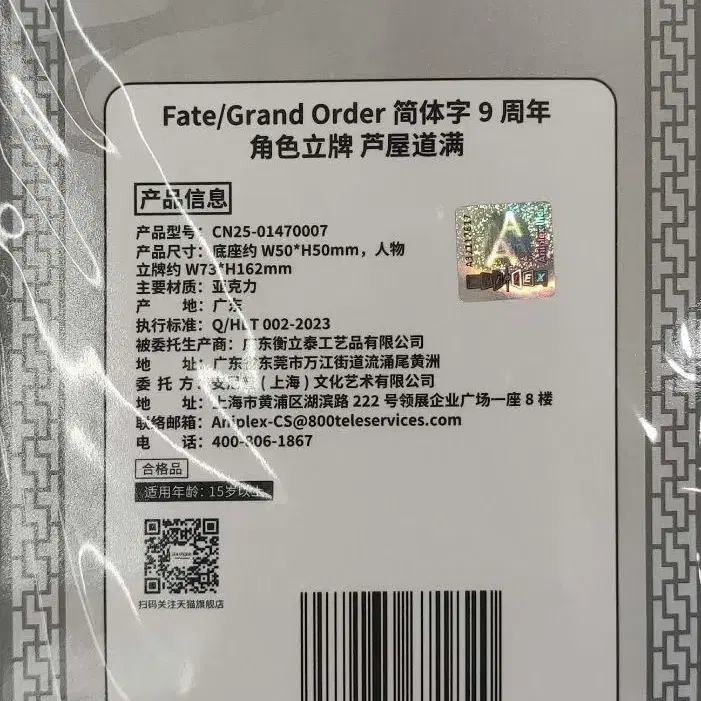 Fate/Grand Order 简体字 9 周年
角色立牌 芦屋道满
产品信息
产品型号：CN25-01470007
产品尺寸：底座约 W50*H50mm，人物
立牌约 W73*H162mm
主要材质：亚克力
产 地：广东
执行标准：Q/HLT 002-2023
被委托生产商：广东衡立泰工艺品有限公司
地 址：广东省东莞市万江街道流涌尾黄洲
委 托 方：（上海）文化艺术有限公司
地 址：上海市黄浦区湖滨路 222 号领展企业广场一座 8 楼
联络邮箱：Aniplex-CS@800teleservices.com
电 话：400-806-1867
合格品
适用年龄：15岁以上
扫码关注天猫旗舰店
A
Aniplex Inc.